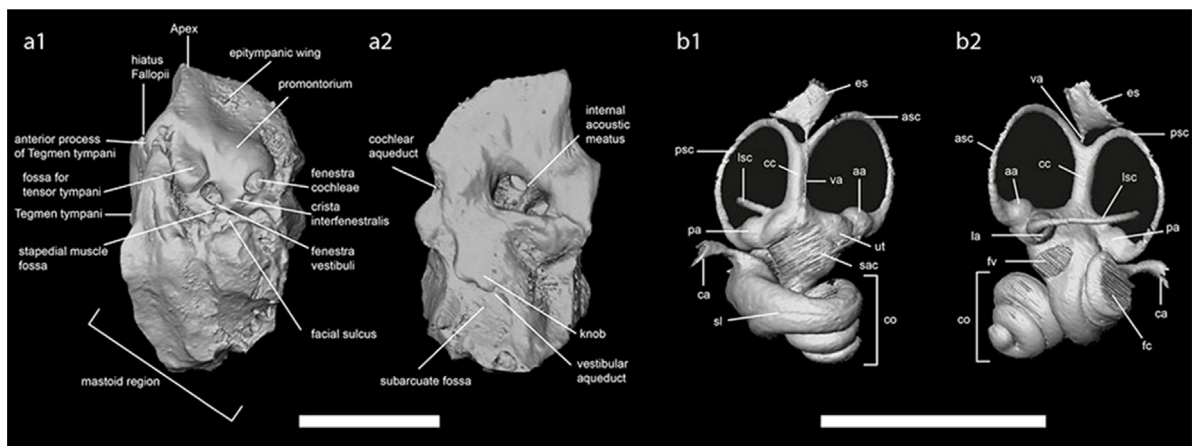 a1
Apex
hiatus
Fallopii
epitympanic wing
promontorium
anterior process
of Tegmen tympani
fossa for
tensor tympani
Tegmen tympani
stapedial muscle
fossa
fenestra
cochleae
crista
interfenestralis
fenestra
vestibuli
facial sulcus
mastoid region
a2
cochlear
aqueduct
internal
acoustic
meatus
knob
vestibular
aqueduct
subarcuate fossa
b1
es
asc
psc
lsc
cc
va
aa
pa
ut
sac
ca
sl
co
b2
va
es
asc
psc
cc
lsc
aa
la
pa
fv
ca
co
fc